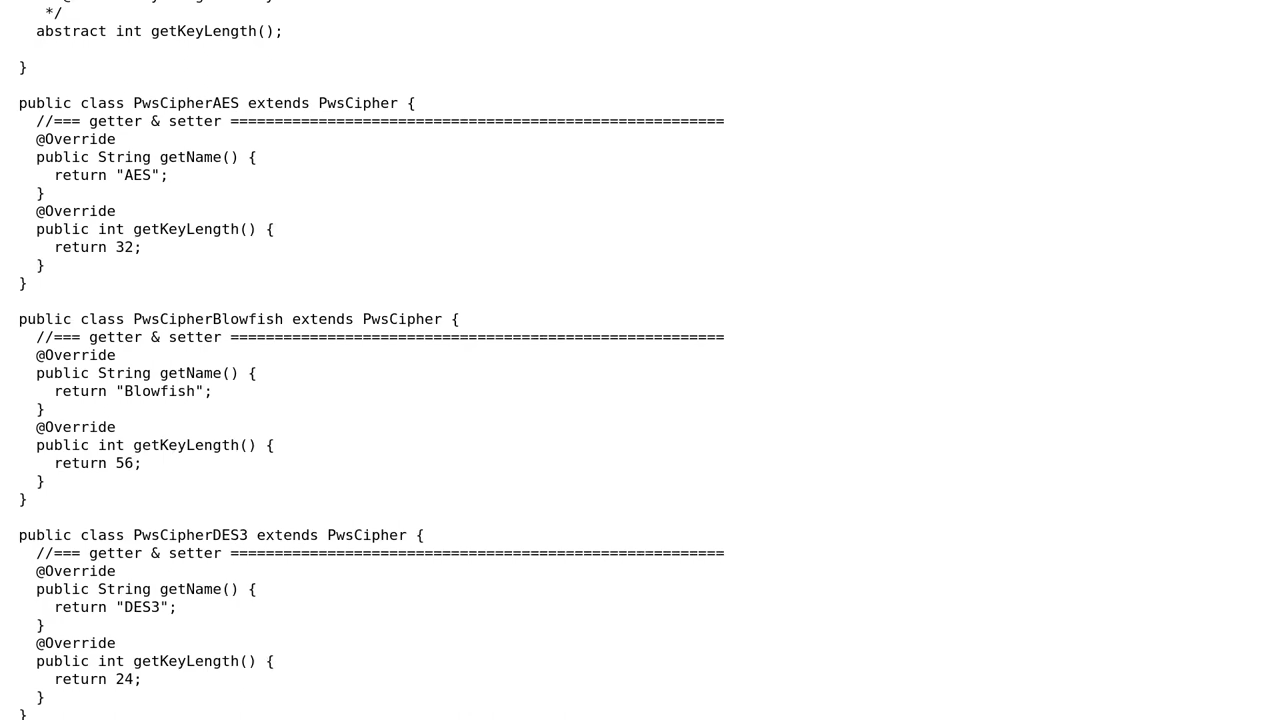 */
abstract int getKeyLength();
}
public class PwsCipherAES extends PwsCipher {
//=== getter & setter ========================================================
@Override
public String getName() {
return "AES";
}
@Override
public int getKeyLength() {
return 32;
}
}
public class PwsCipherBlowfish extends PwsCipher {
//=== getter & setter ========================================================
@Override
public String getName() {
return "Blowfish";
}
@Override
public int getKeyLength() {
return 56;
}
}
public class PwsCipherDES3 extends PwsCipher {
//=== getter & setter ========================================================
@Override
public String getName() {
return "DES3";
}
@Override
public int getKeyLength() {
return 24;
}
}